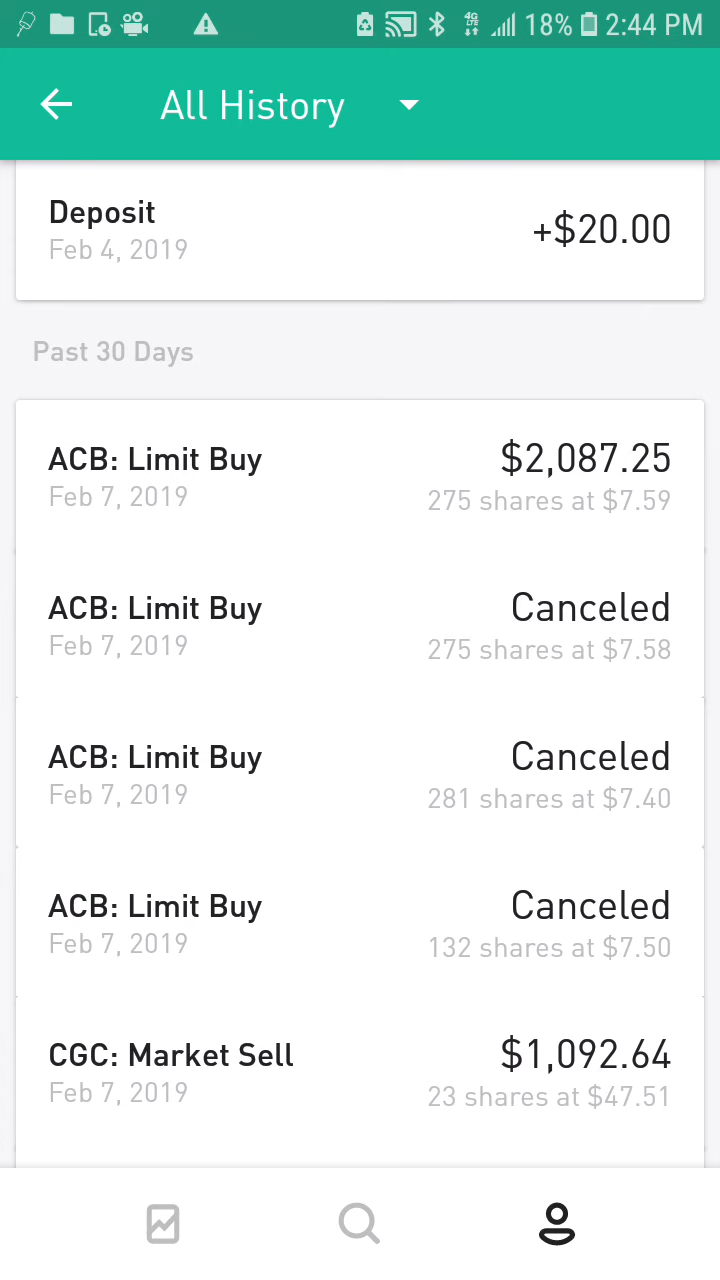 4G LTE 18% 2:44 PM
All History
Deposit
+$20.00
Feb 4, 2019
Past 30 Days
ACB: Limit Buy
$2,087.25
Feb 7, 2019
275 shares at $7.59
ACB: Limit Buy
Canceled
Feb 7, 2019
275 shares at $7.58
ACB: Limit Buy
Canceled
Feb 7, 2019
281 shares at $7.40
ACB: Limit Buy
Canceled
Feb 7, 2019
132 shares at $7.50
CGC: Market Sell
$1,092.64
Feb 7, 2019
23 shares at $47.51